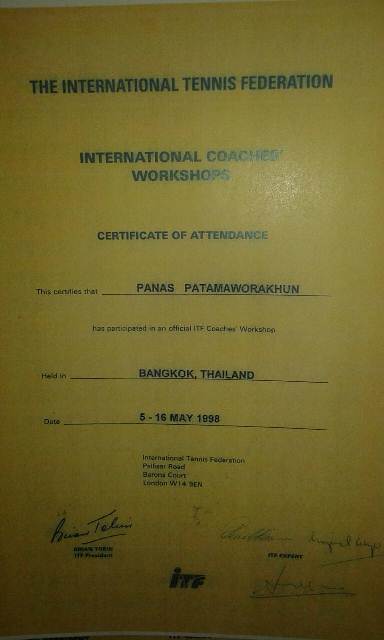 THE INTERNATIONAL TENNIS FEDERATION
INTERNATIONAL COACHES'
WORKSHOPS
CERTIFICATE OF ATTENDANCE
This certifies that PANAS PATAMAWORAKHUN
has participated in an official ITF Coaches' Workshop
Held in BANGKOK, THAILAND
Date 5 - 16 MAY 1998
International Tennis Federation
Palliser Road
Barons Court
London W14 9EN
Brian Tobin
BRIAN TOBIN
ITF President
ITF EXPERT
ITF